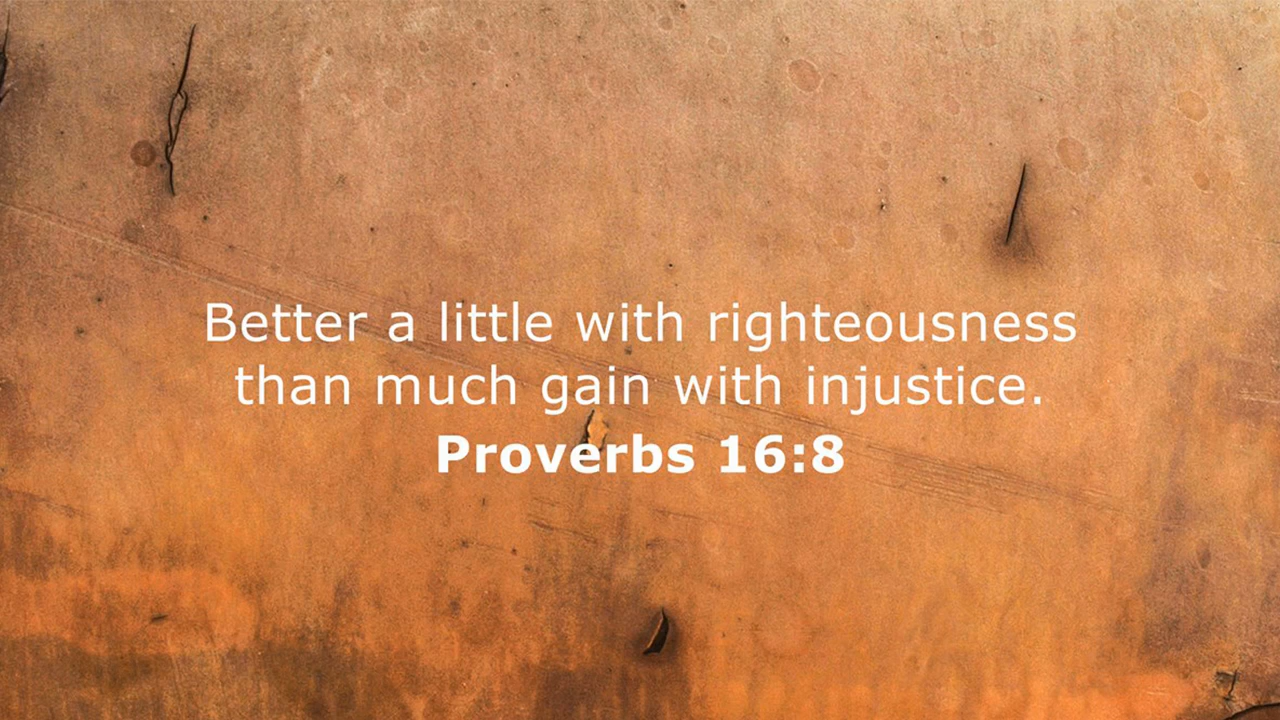 Better a little with righteousness
than much gain with injustice.
Proverbs 16:8